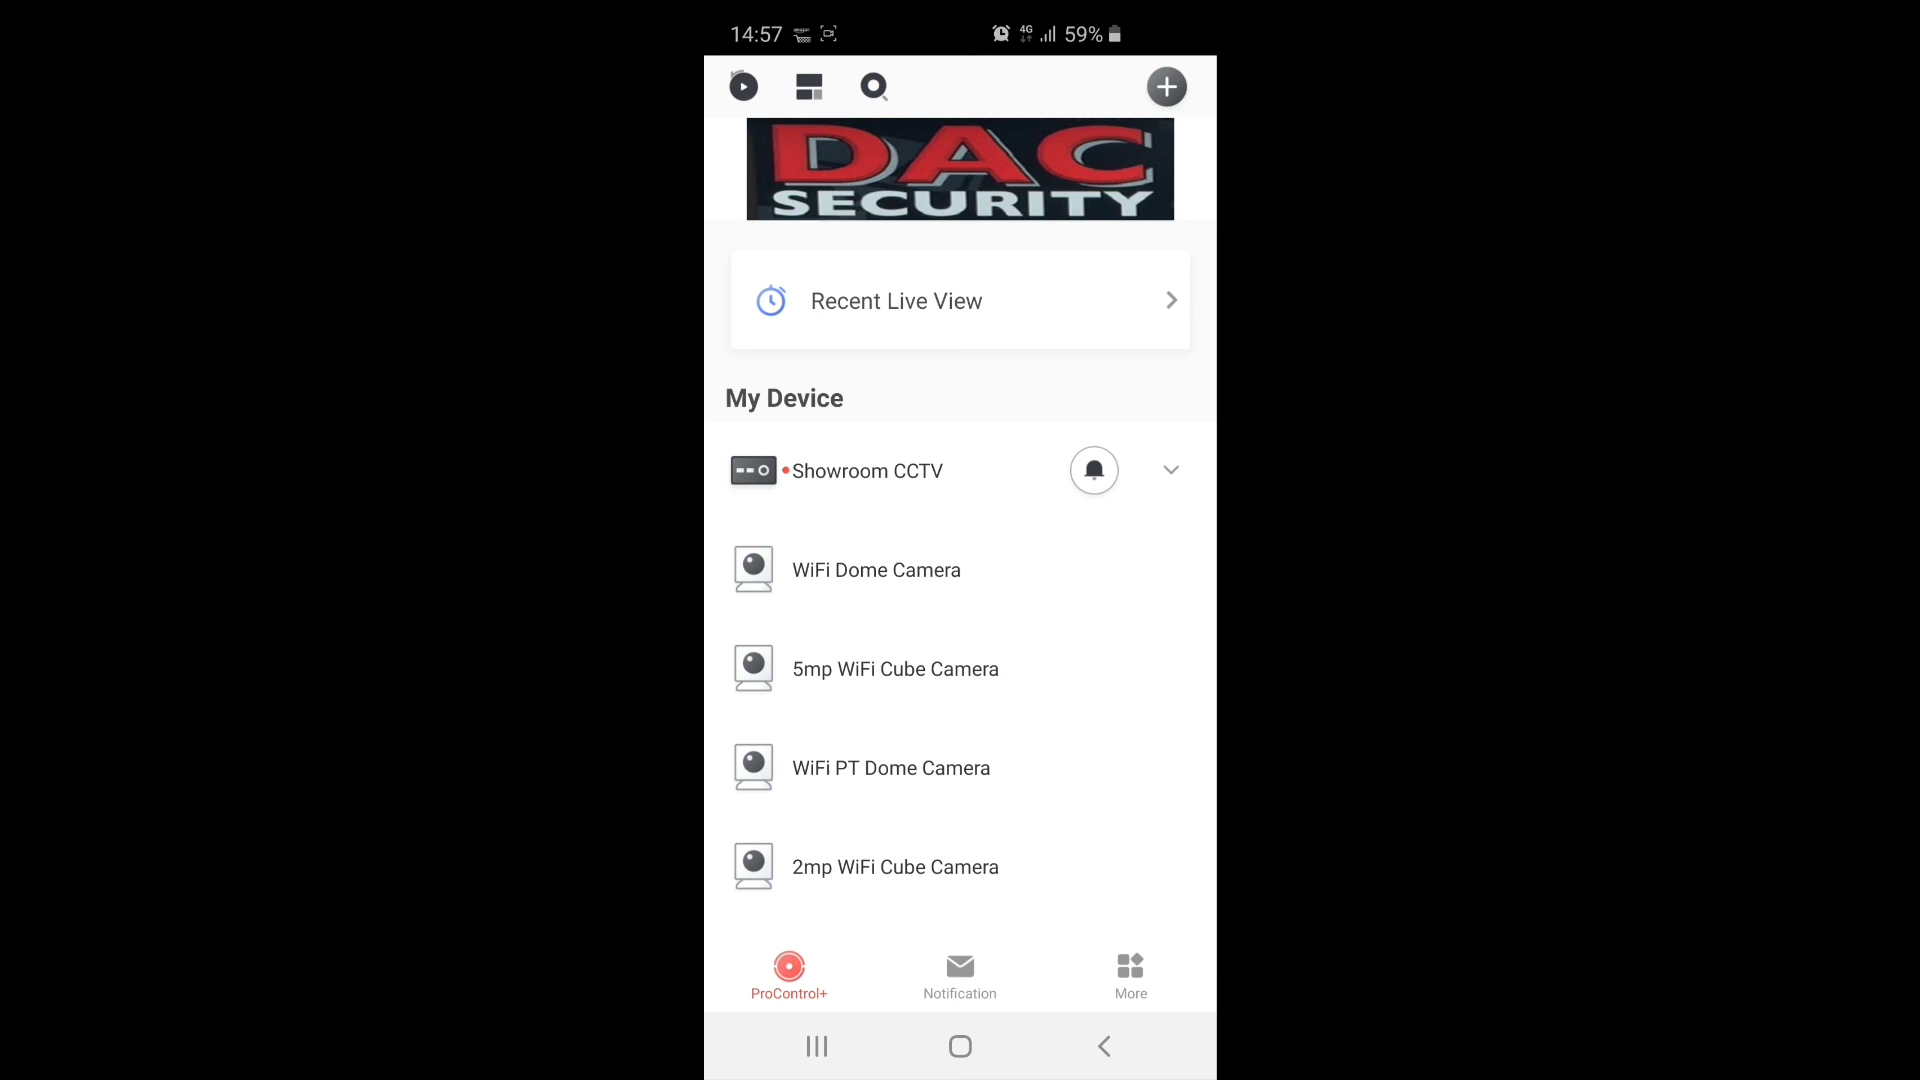 14:57
4G
59%
DAC
SECURITY
Recent Live View
My Device
Showroom CCTV
WiFi Dome Camera
5mp WiFi Cube Camera
WiFi PT Dome Camera
2mp WiFi Cube Camera
ProControl+
Notification
More